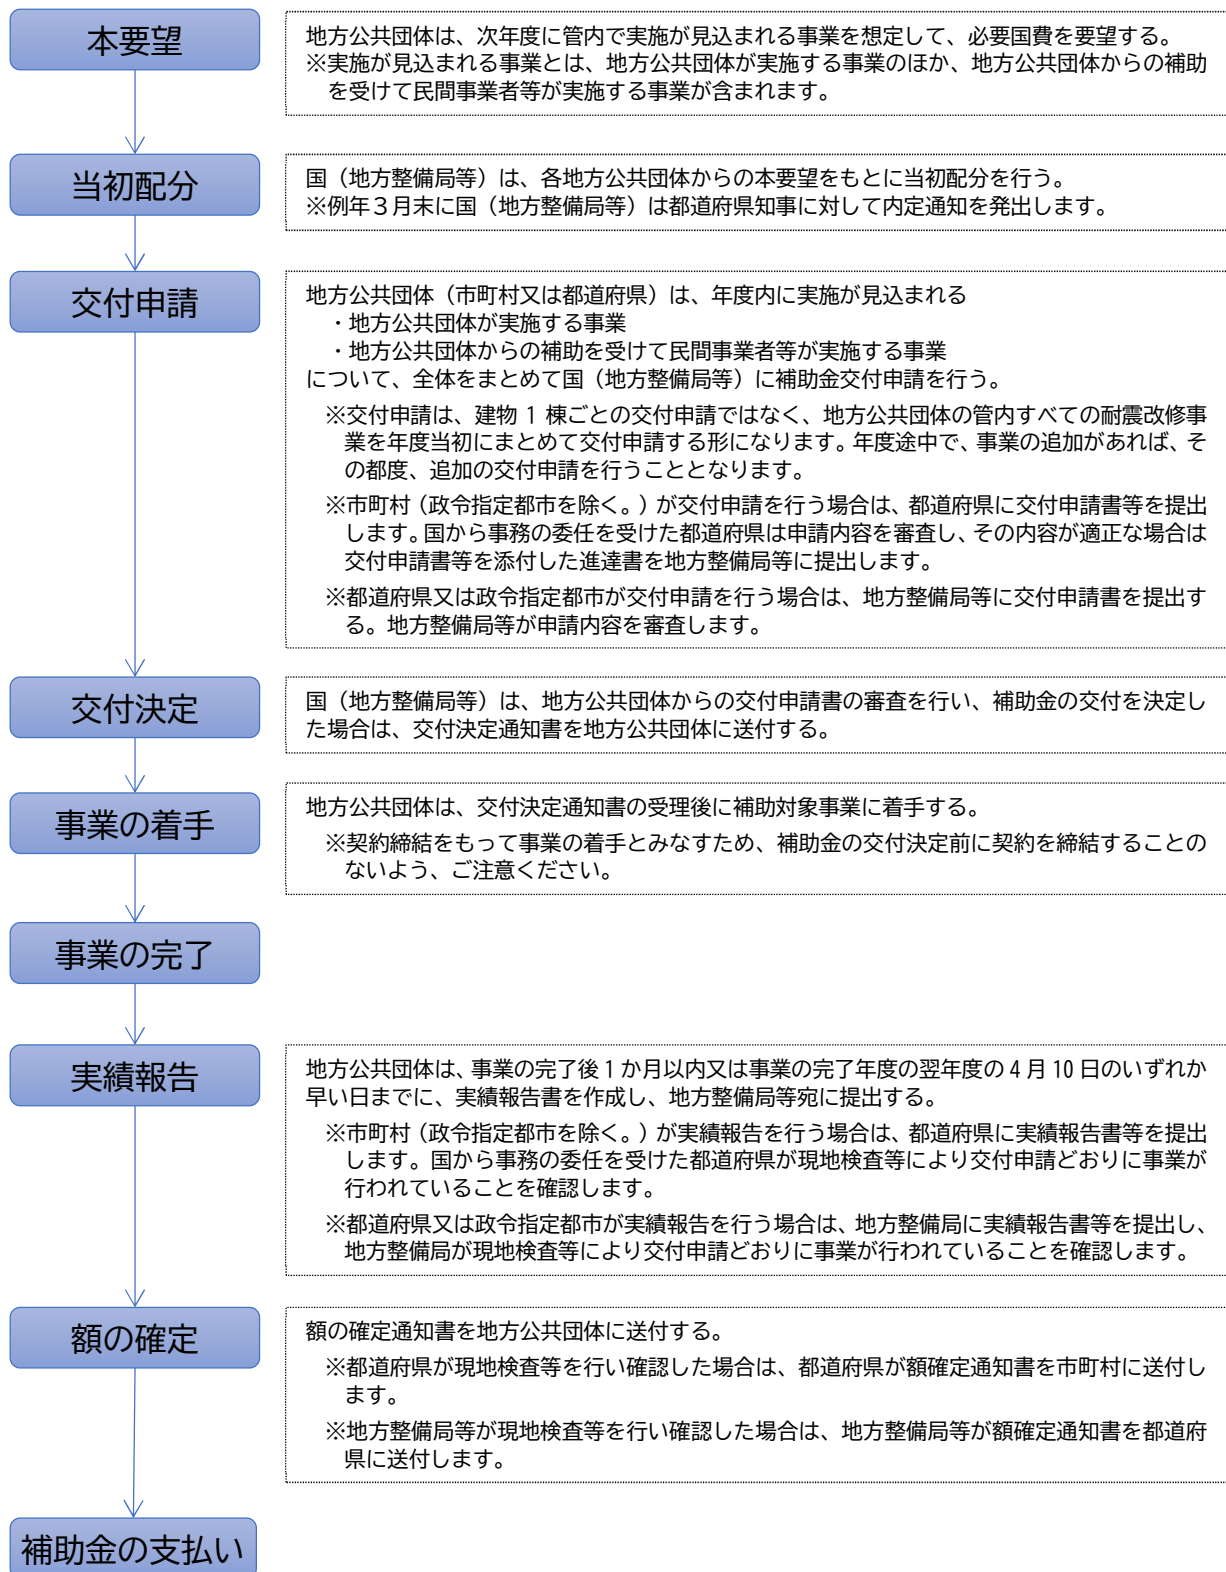 本要望
地方公共団体は、次年度に管内で実施が見込まれる事業を想定して、必要国費を要望する。
※実施が見込まれる事業とは、地方公共団体が実施する事業のほか、地方公共団体からの補助
を受けて民間事業者等が実施する事業が含まれます。
当初配分
国（地方整備局等）は、各地方公共団体からの本要望をもとに当初配分を行う。
※例年３月末に国（地方整備局等）は都道府県知事に対して内定通知を発出します。
交付申請
地方公共団体（市町村又は都道府県）は、年度内に実施が見込まれる
・地方公共団体が実施する事業
・地方公共団体からの補助を受けて民間事業者等が実施する事業
について、全体をまとめて国（地方整備局等）に補助金交付申請を行う。
※交付申請は、建物 1 棟ごとの交付申請ではなく、地方公共団体の管内すべての耐震改修事
業を年度当初にまとめて交付申請する形になります。年度途中で、事業の追加があれば、そ
の都度、追加の交付申請を行うこととなります。
※市町村（政令指定都市を除く。）が交付申請を行う場合は、都道府県に交付申請書等を提出
します。国から事務の委任を受けた都道府県は申請内容を審査し、その内容が適正な場合は
交付申請書等を添付した進達書を地方整備局等に提出します。
※都道府県又は政令指定都市が交付申請を行う場合は、地方整備局等に交付申請書を提出す
る。地方整備局等が申請内容を審査します。
交付決定
国（地方整備局等）は、地方公共団体からの交付申請書の審査を行い、補助金の交付を決定し
た場合は、交付決定通知書を地方公共団体に送付する。
事業の着手
地方公共団体は、交付決定通知書の受理後に補助対象事業に着手する。
※契約締結をもって事業の着手とみなすため、補助金の交付決定前に契約を締結することの
ないよう、ご注意ください。
事業の完了
実績報告
地方公共団体は、事業の完了後 1 か月以内又は事業の完了年度の翌年度の 4 月 10 日のいずれか
早い日までに、実績報告書を作成し、地方整備局等宛に提出する。
※市町村（政令指定都市を除く。）が実績報告を行う場合は、都道府県に実績報告書等を提出
します。国から事務の委任を受けた都道府県が現地検査等により交付申請どおりに事業が
行われていることを確認します。
※都道府県又は政令指定都市が実績報告を行う場合は、地方整備局に実績報告書等を提出し、
地方整備局が現地検査等により交付申請どおりに事業が行われていることを確認します。
額の確定
額の確定通知書を地方公共団体に送付する。
※都道府県が現地検査等を行い確認した場合は、都道府県が額確定通知書を市町村に送付し
ます。
※地方整備局等が現地検査等を行い確認した場合は、地方整備局等が額確定通知書を都道府
県に送付します。
補助金の支払い